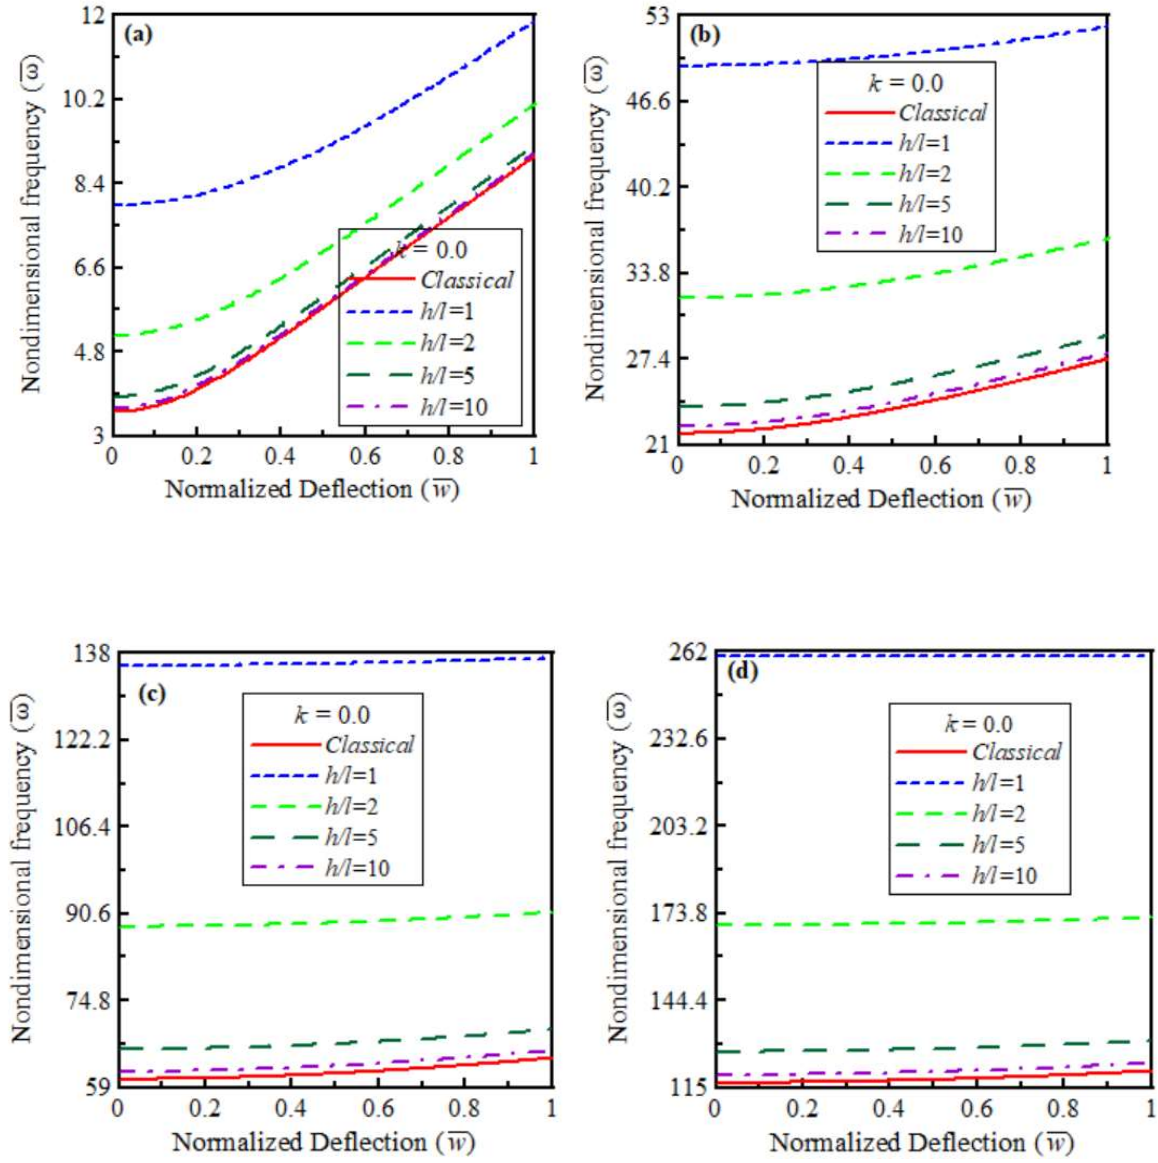 (a)
12
10.2
8.4
6.6
4.8
3
0
0.2
0.4
0.6
0.8
1
Nondimensional frequency (ω̅)
Normalized Deflection (w̅)
k = 0.0
Classical
h/l=1
h/l=2
h/l=5
h/l=10
(b)
53
46.6
40.2
33.8
27.4
21
0
0.2
0.4
0.6
0.8
1
Nondimensional frequency (ω̅)
Normalized Deflection (w̅)
k = 0.0
Classical
h/l=1
h/l=2
h/l=5
h/l=10
(c)
138
122.2
106.4
90.6
74.8
59
0
0.2
0.4
0.6
0.8
1
Nondimensional frequency (ω̅)
Normalized Deflection (w̅)
k = 0.0
Classical
h/l=1
h/l=2
h/l=5
h/l=10
(d)
262
232.6
203.2
173.8
144.4
115
0
0.2
0.4
0.6
0.8
1
Nondimensional frequency (ω̅)
Normalized Deflection (w̅)
k = 0.0
Classical
h/l=1
h/l=2
h/l=5
h/l=10